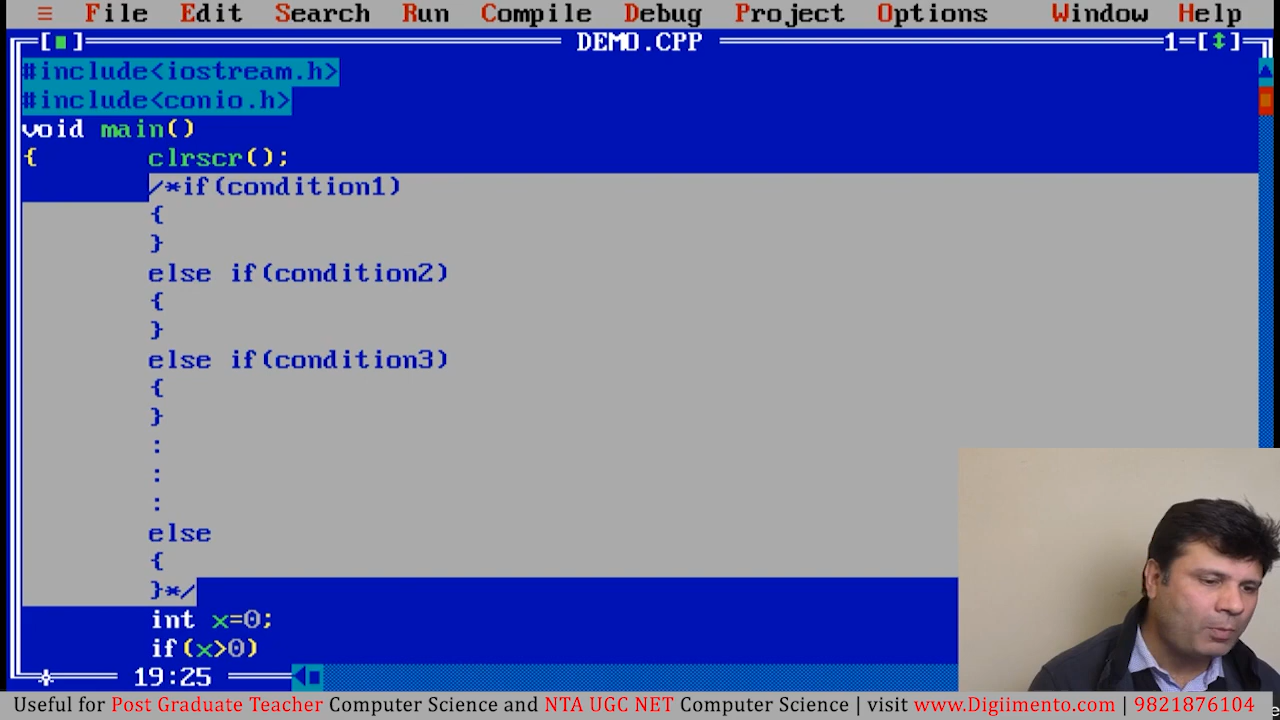 ≡ File Edit Search Run Compile Debug Project Options Window Help
[■] DEMO.CPP 1=[↕]
#include<iostream.h>
#include<conio.h>
void main()
{ clrscr();
/*if(condition1)
{
}
else if(condition2)
{
}
else if(condition3)
{
}
:
:
:
else
{
}*/
int x=0;
if(x>0)
19:25
Useful for Post Graduate Teacher Computer Science and NTA UGC NET Computer Science | visit www.Digiimento.com | 9821876104